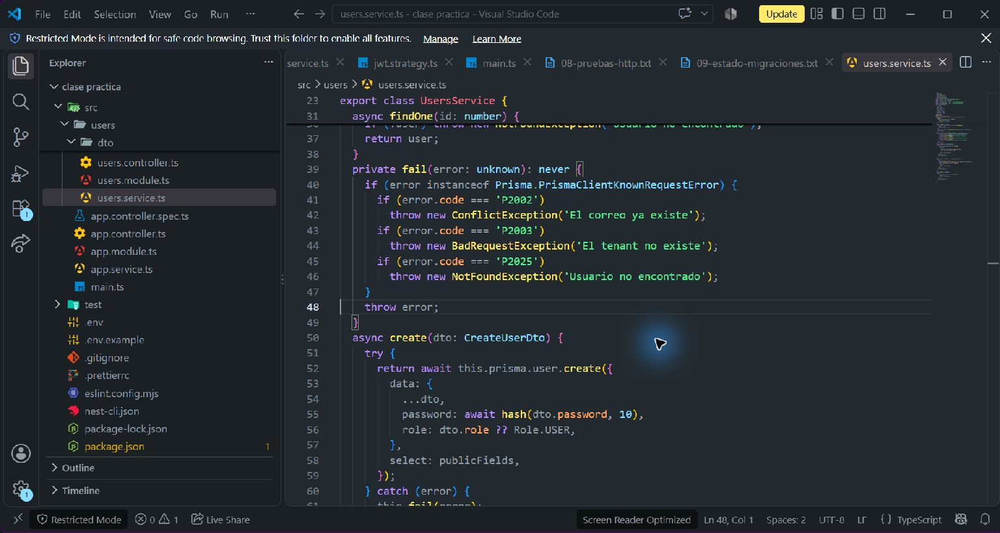 File Edit Selection View Go Run ··· users.service.ts - clase practica - Visual Studio Code Update
Restricted Mode is intended for safe code browsing. Trust this folder to enable all features. Manage Learn More
Explorer ···
clase practica
src
users
dto
users.controller.ts
users.module.ts
users.service.ts
app.controller.spec.ts
app.controller.ts
app.module.ts
app.service.ts
main.ts
test
.env
.env.example
.gitignore
.prettierrc
eslint.config.mjs
nest-cli.json
package-lock.json
package.json 1
Outline
Timeline
1
1
service.ts jwt.strategy.ts main.ts 08-pruebas-http.txt 09-estado-migraciones.txt users.service.ts ···
src > users > users.service.ts
23 export class UsersService {
31 async findOne(id: number) {
37 return user;
38 }
39 private fail(error: unknown): never {
40 if (error instanceof Prisma.PrismaClientKnownRequestError) {
41 if (error.code === 'P2002')
42 throw new ConflictException('El correo ya existe');
43 if (error.code === 'P2003')
44 throw new BadRequestException('El tenant no existe');
45 if (error.code === 'P2025')
46 throw new NotFoundException('Usuario no encontrado');
47 }
48 throw error;
49 }
50 async create(dto: CreateUserDto) {
51 try {
52 return await this.prisma.user.create({
53 data: {
54 ...dto,
55 password: await hash(dto.password, 10),
56 role: dto.role ?? Role.USER,
57 },
58 select: publicFields,
59 });
60 } catch (error) {
Restricted Mode 0 1 Live Share Screen Reader Optimized Ln 48, Col 1 Spaces: 2 UTF-8 LF {} TypeScript